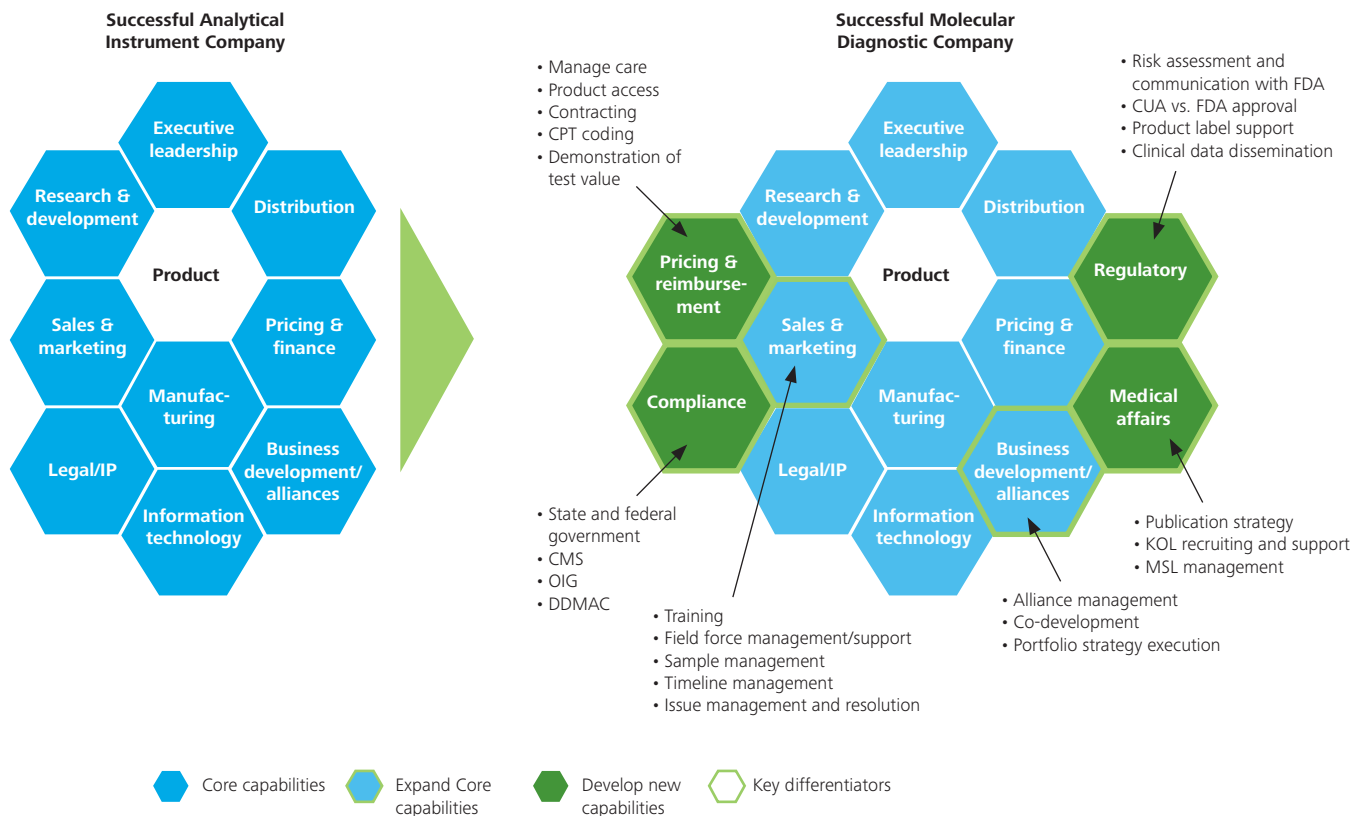 Successful Analytical
Instrument Company
Executive
leadership
Research &
development
Distribution
Product
Sales &
marketing
Pricing &
finance
Manufac-
turing
Legal/IP
Business
development/
alliances
Information
technology
Successful Molecular
Diagnostic Company
• Manage care
• Product access
• Contracting
• CPT coding
• Demonstration of
test value
• Risk assessment and
communication with FDA
• CUA vs. FDA approval
• Product label support
• Clinical data dissemination
Executive
leadership
Research &
development
Distribution
Pricing &
reimburse-
ment
Product
Regulatory
Sales &
marketing
Pricing &
finance
Compliance
Manufac-
turing
Medical
affairs
Legal/IP
Business
development/
alliances
Information
technology
• State and federal
government
• CMS
• OIG
• DDMAC
• Training
• Field force management/support
• Sample management
• Timeline management
• Issue management and resolution
• Publication strategy
• KOL recruiting and support
• MSL management
• Alliance management
• Co-development
• Portfolio strategy execution
Core capabilities
Expand Core
capabilities
Develop new
capabilities
Key differentiators